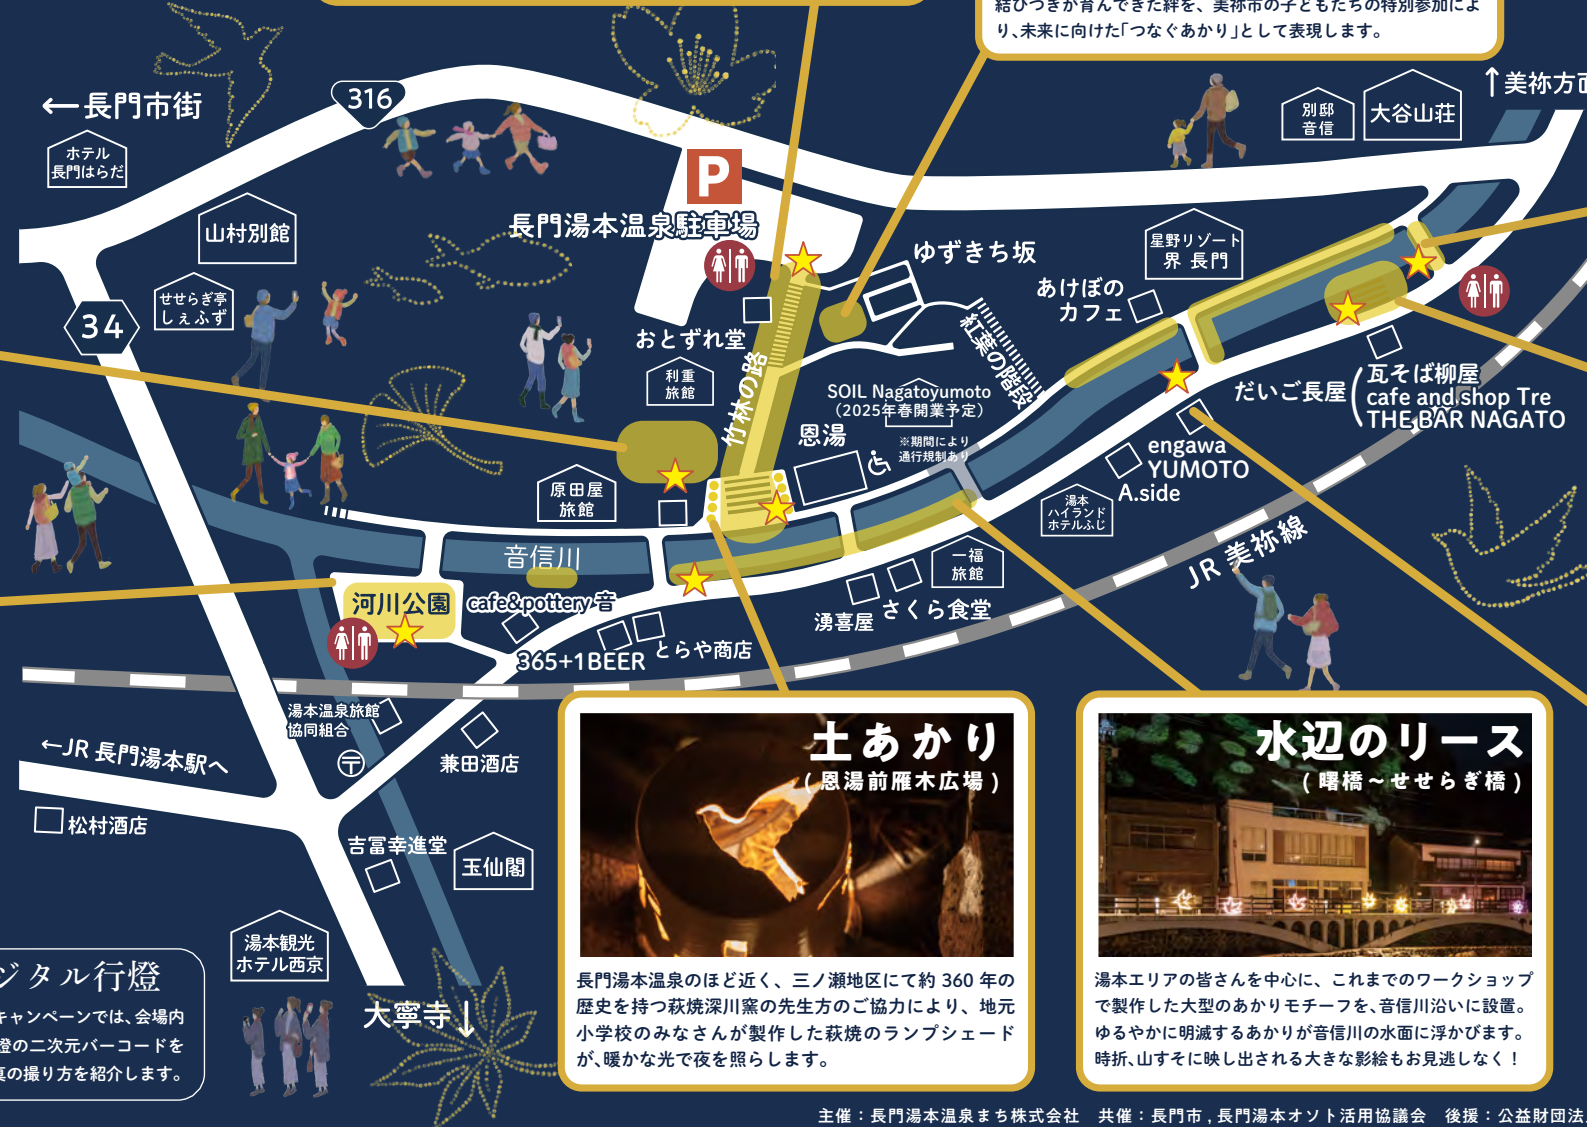 結びつきが育んできた絆を、美祢市の子どもたちの特別参加によ
り、未来に向けた「つなぐあかり」として表現します。
←長門市街
316
↑美祢方面
別邸
音信
大谷山荘
ホテル
長門はらだ
P
山村別館
長門湯本温泉駐車場
ゆずきち坂
星野リゾート
界 長門
せせらぎ亭
しぇふず
あけぼの
カフェ
34
おとずれ堂
紅葉の階段
利重
旅館
竹林の路
SOIL Nagatoyumoto
（2025年春開業予定）
だいご長屋
瓦そば柳屋
cafe and shop Tre
THE BAR NAGATO
恩湯
※期間により
通行規制あり
engawa
YUMOTO
A.side
原田屋
旅館
湯本
ハイランド
ホテルふじ
音信川
一福
旅館
JR 美祢線
河川公園
cafe&pottery 音
湧喜屋
さくら食堂
365+1BEER
とらや商店
湯本温泉旅館
協同組合
〒
←JR 長門湯本駅へ
兼田酒店
松村酒店
吉冨幸進堂
玉仙閣
湯本観光
ホテル西京
大寧寺↓
土あかり
(恩湯前雁木広場)
長門湯本温泉のほど近く、三ノ瀬地区にて約 360 年の
歴史を持つ萩焼深川窯の先生方のご協力により、地元
小学校のみなさんが製作した萩焼のランプシェード
が、暖かな光で夜を照らします。
水辺のリース
(曙橋～せせらぎ橋)
湯本エリアの皆さんを中心に、これまでのワークショップ
で製作した大型のあかりモチーフを、音信川沿いに設置。
ゆるやかに明滅するあかりが音信川の水面に浮かびます。
時折、山すそに映し出される大きな影絵もお見逃しなく！
ジタル行燈
キャンペーンでは、会場内
燈の二次元バーコードを
真の撮り方を紹介します。
主催：長門湯本温泉まち株式会社　共催：長門市 , 長門湯本オソト活用協議会　後援：公益財団法